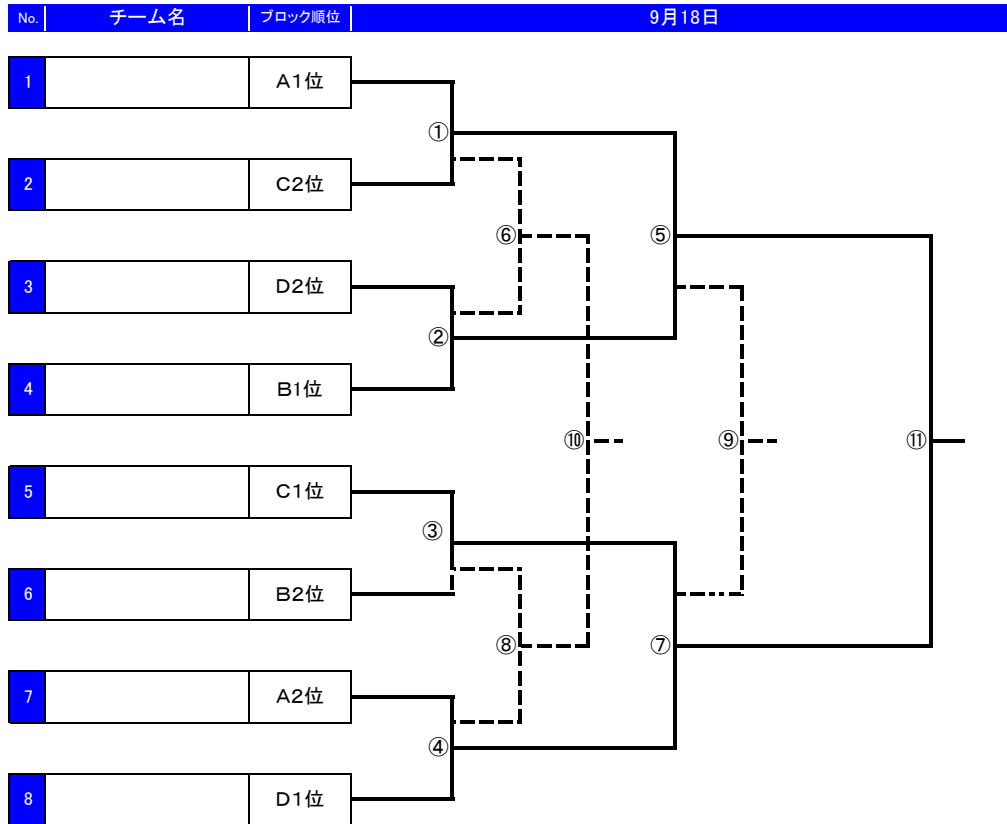 No. チーム名 ブロック順位 9月18日
1 A1位
①
2 C2位
⑥ ⑤
3 D2位
②
4 B1位
⑩ ⑨ ⑪
5 C1位
③
6 B2位
⑧ ⑦
7 A2位
④
8 D1位